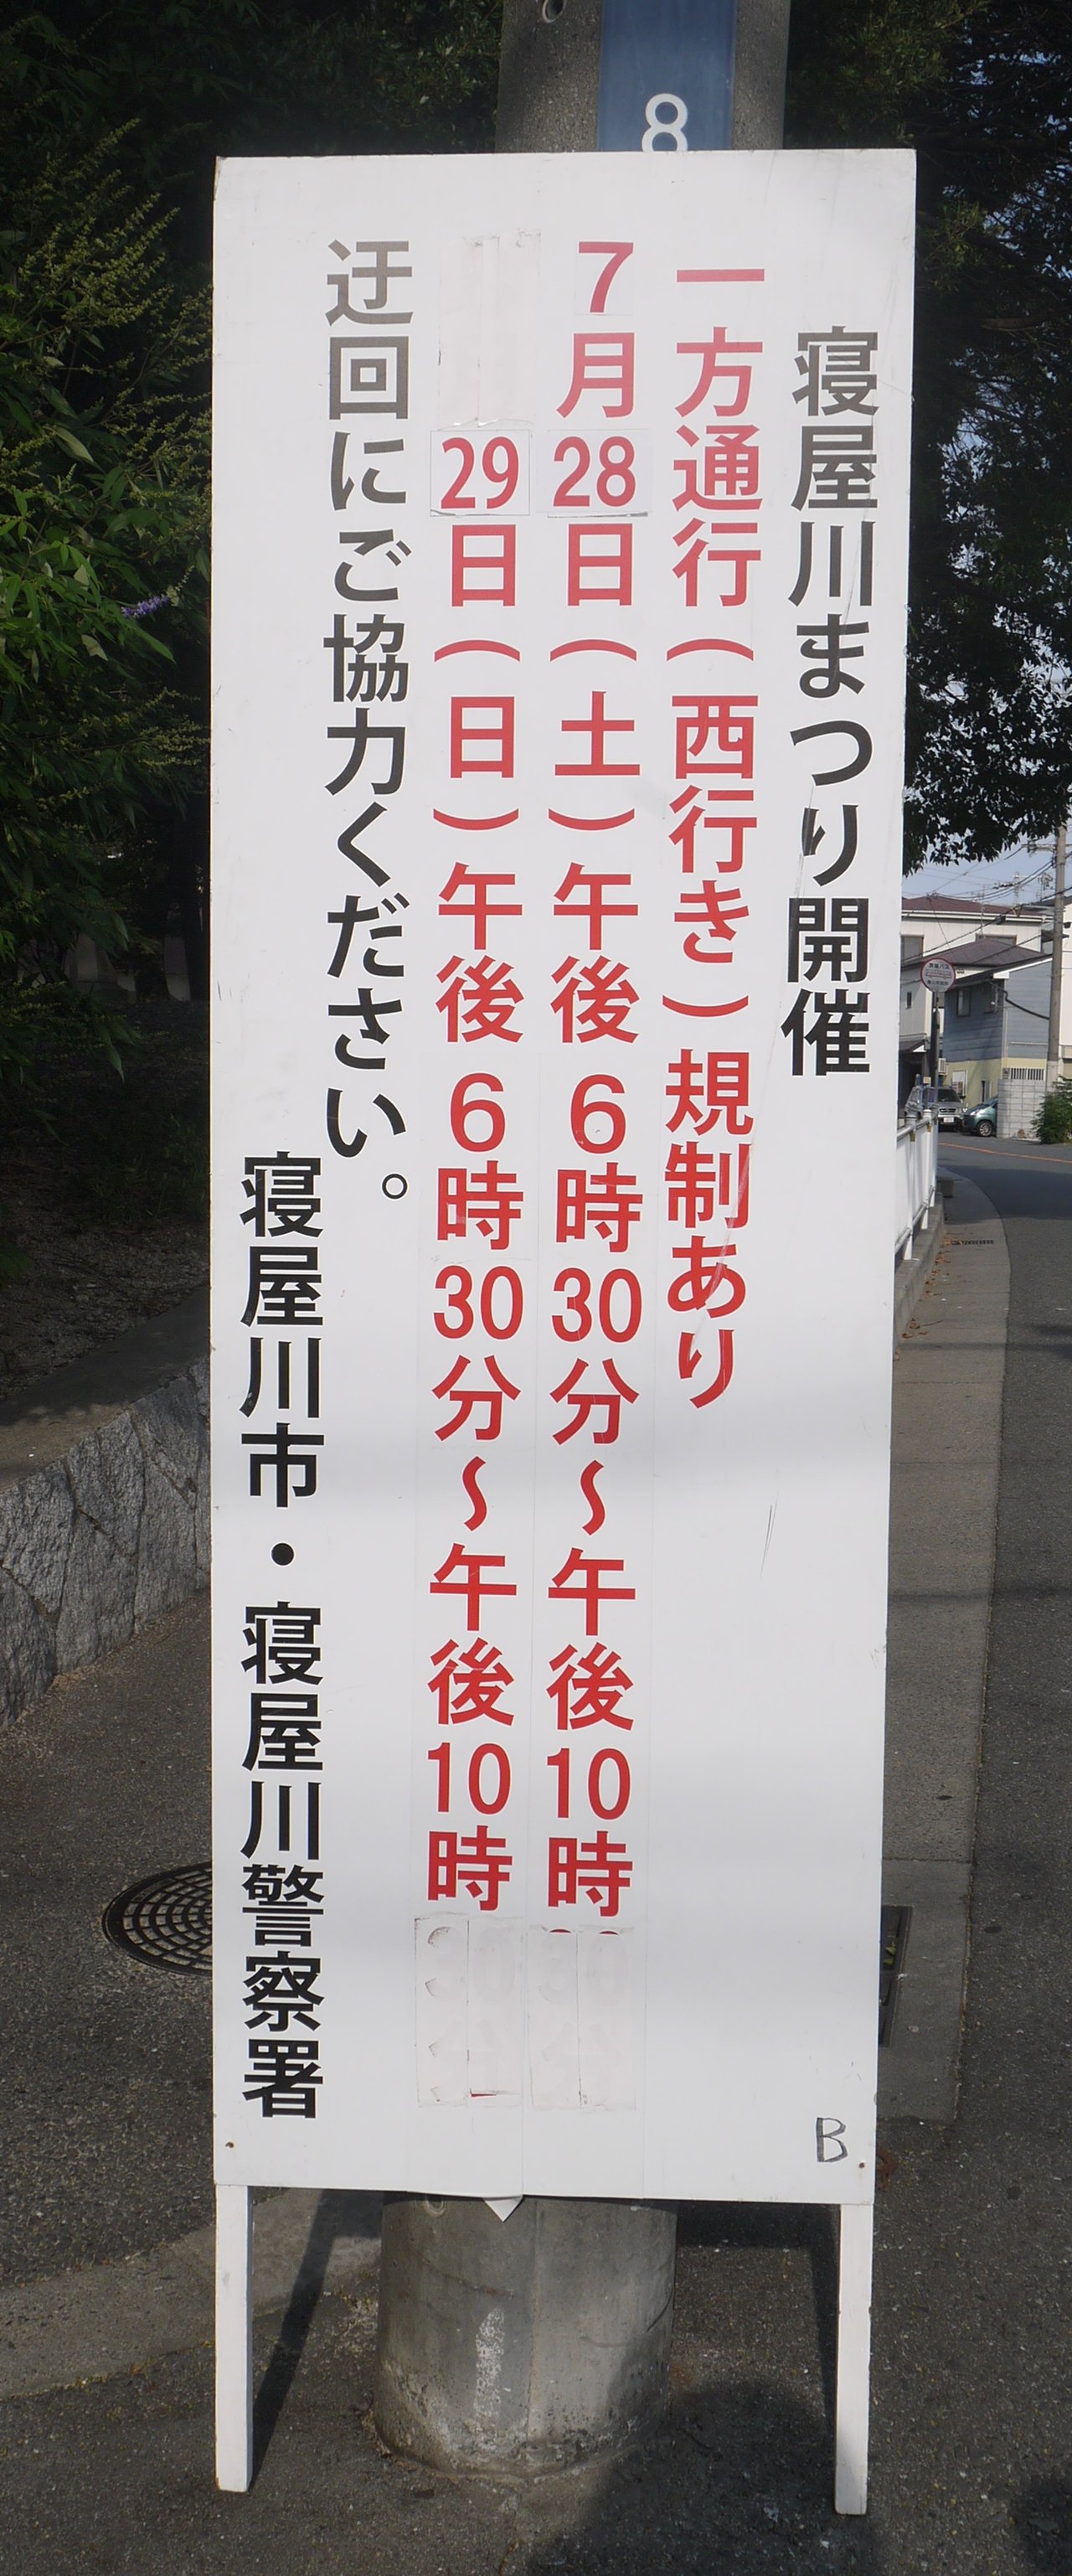 寝屋川まつり開催
一方通行(西行き)規制あり
7月28日(土)午後6時30分〜午後10時
29日(日)午後6時30分〜午後10時
迂回にご協力ください。
寝屋川市・寝屋川警察署
B
8